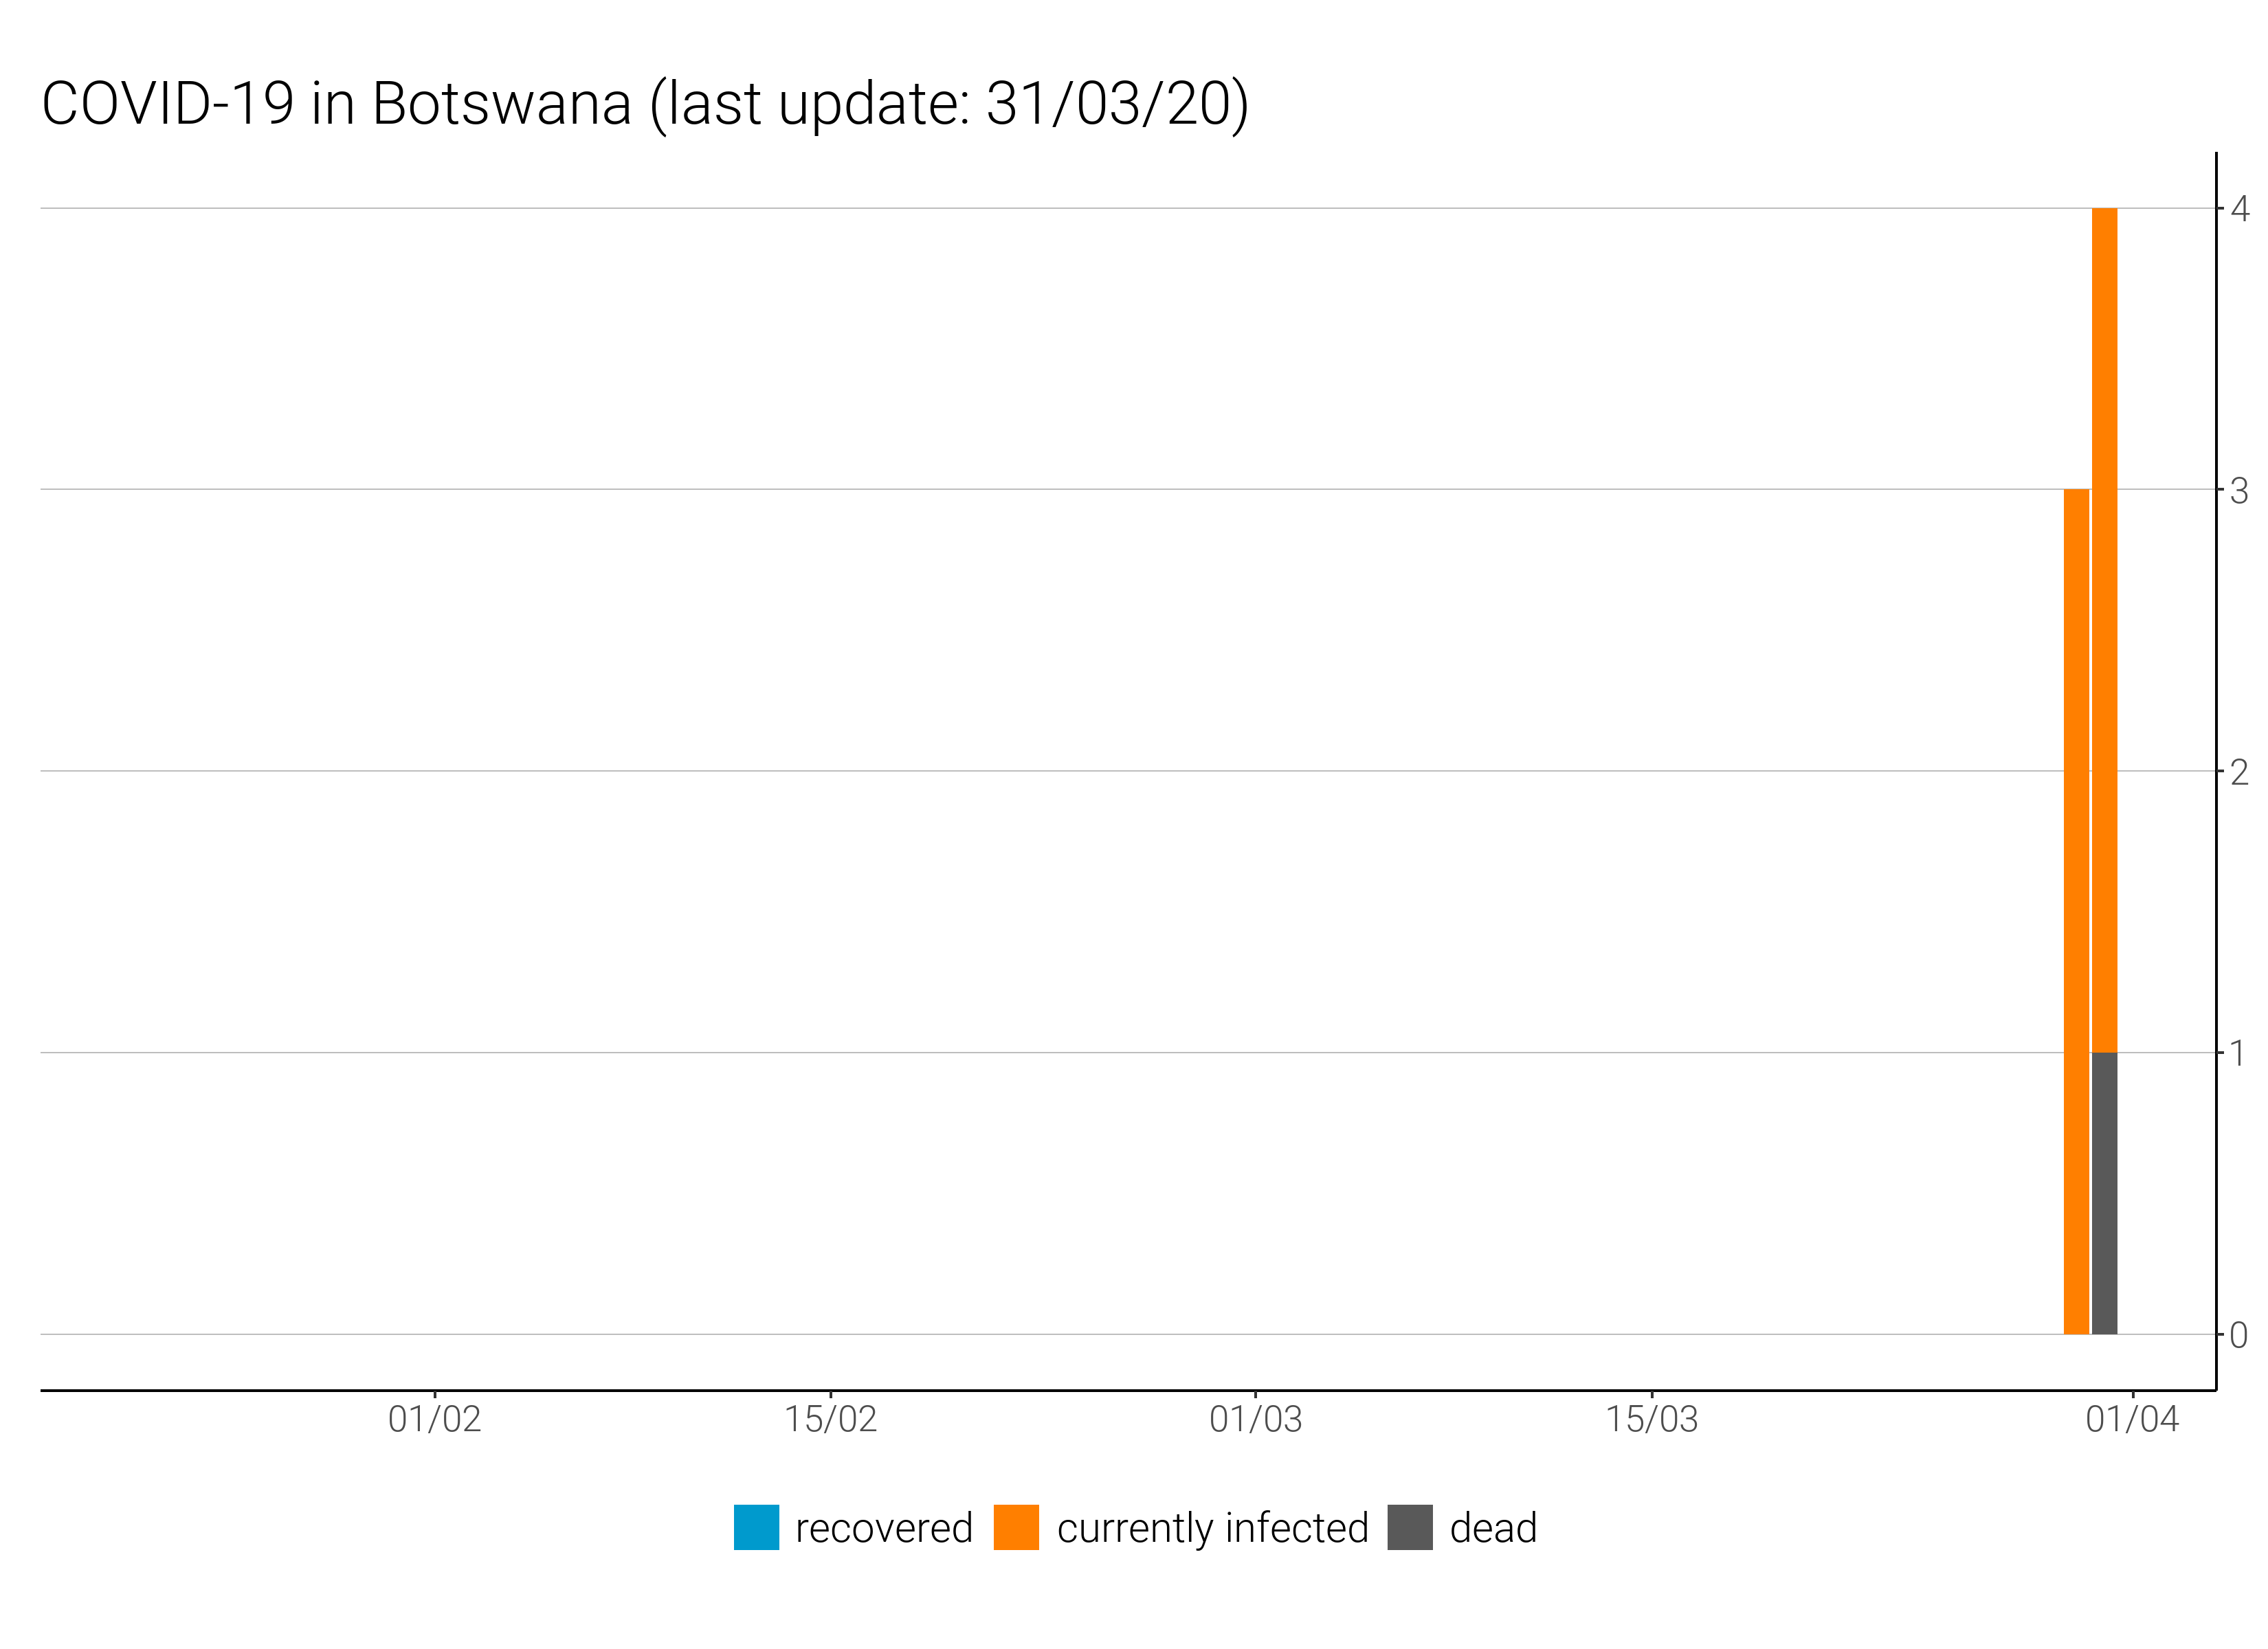 COVID-19 in Botswana (last update: 31/03/20)
4
3
2
1
0
01/02 15/02 01/03 15/03 01/04
recovered currently infected dead